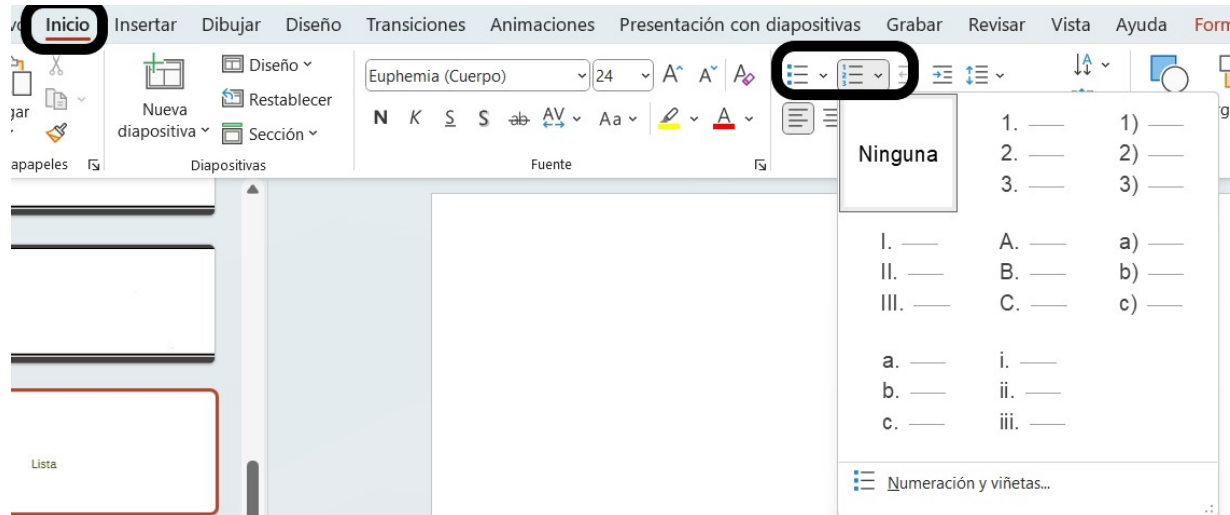 Inicio Insertar Dibujar Diseño Transiciones Animaciones Presentación con diapositivas Grabar Revisar Vista Ayuda Form
Nueva diapositiva
Diseño
Restablecer
Sección
Euphemia (Cuerpo) 24 A A A
N K S S ab AV Aa A
apapeles Diapositivas Fuente
Ninguna
1.
2.
3.
1)
2)
3)
I.
II.
III.
A.
B.
C.
a)
b)
c)
a.
b.
c.
i.
ii.
iii.
Numeración y viñetas...
Lista